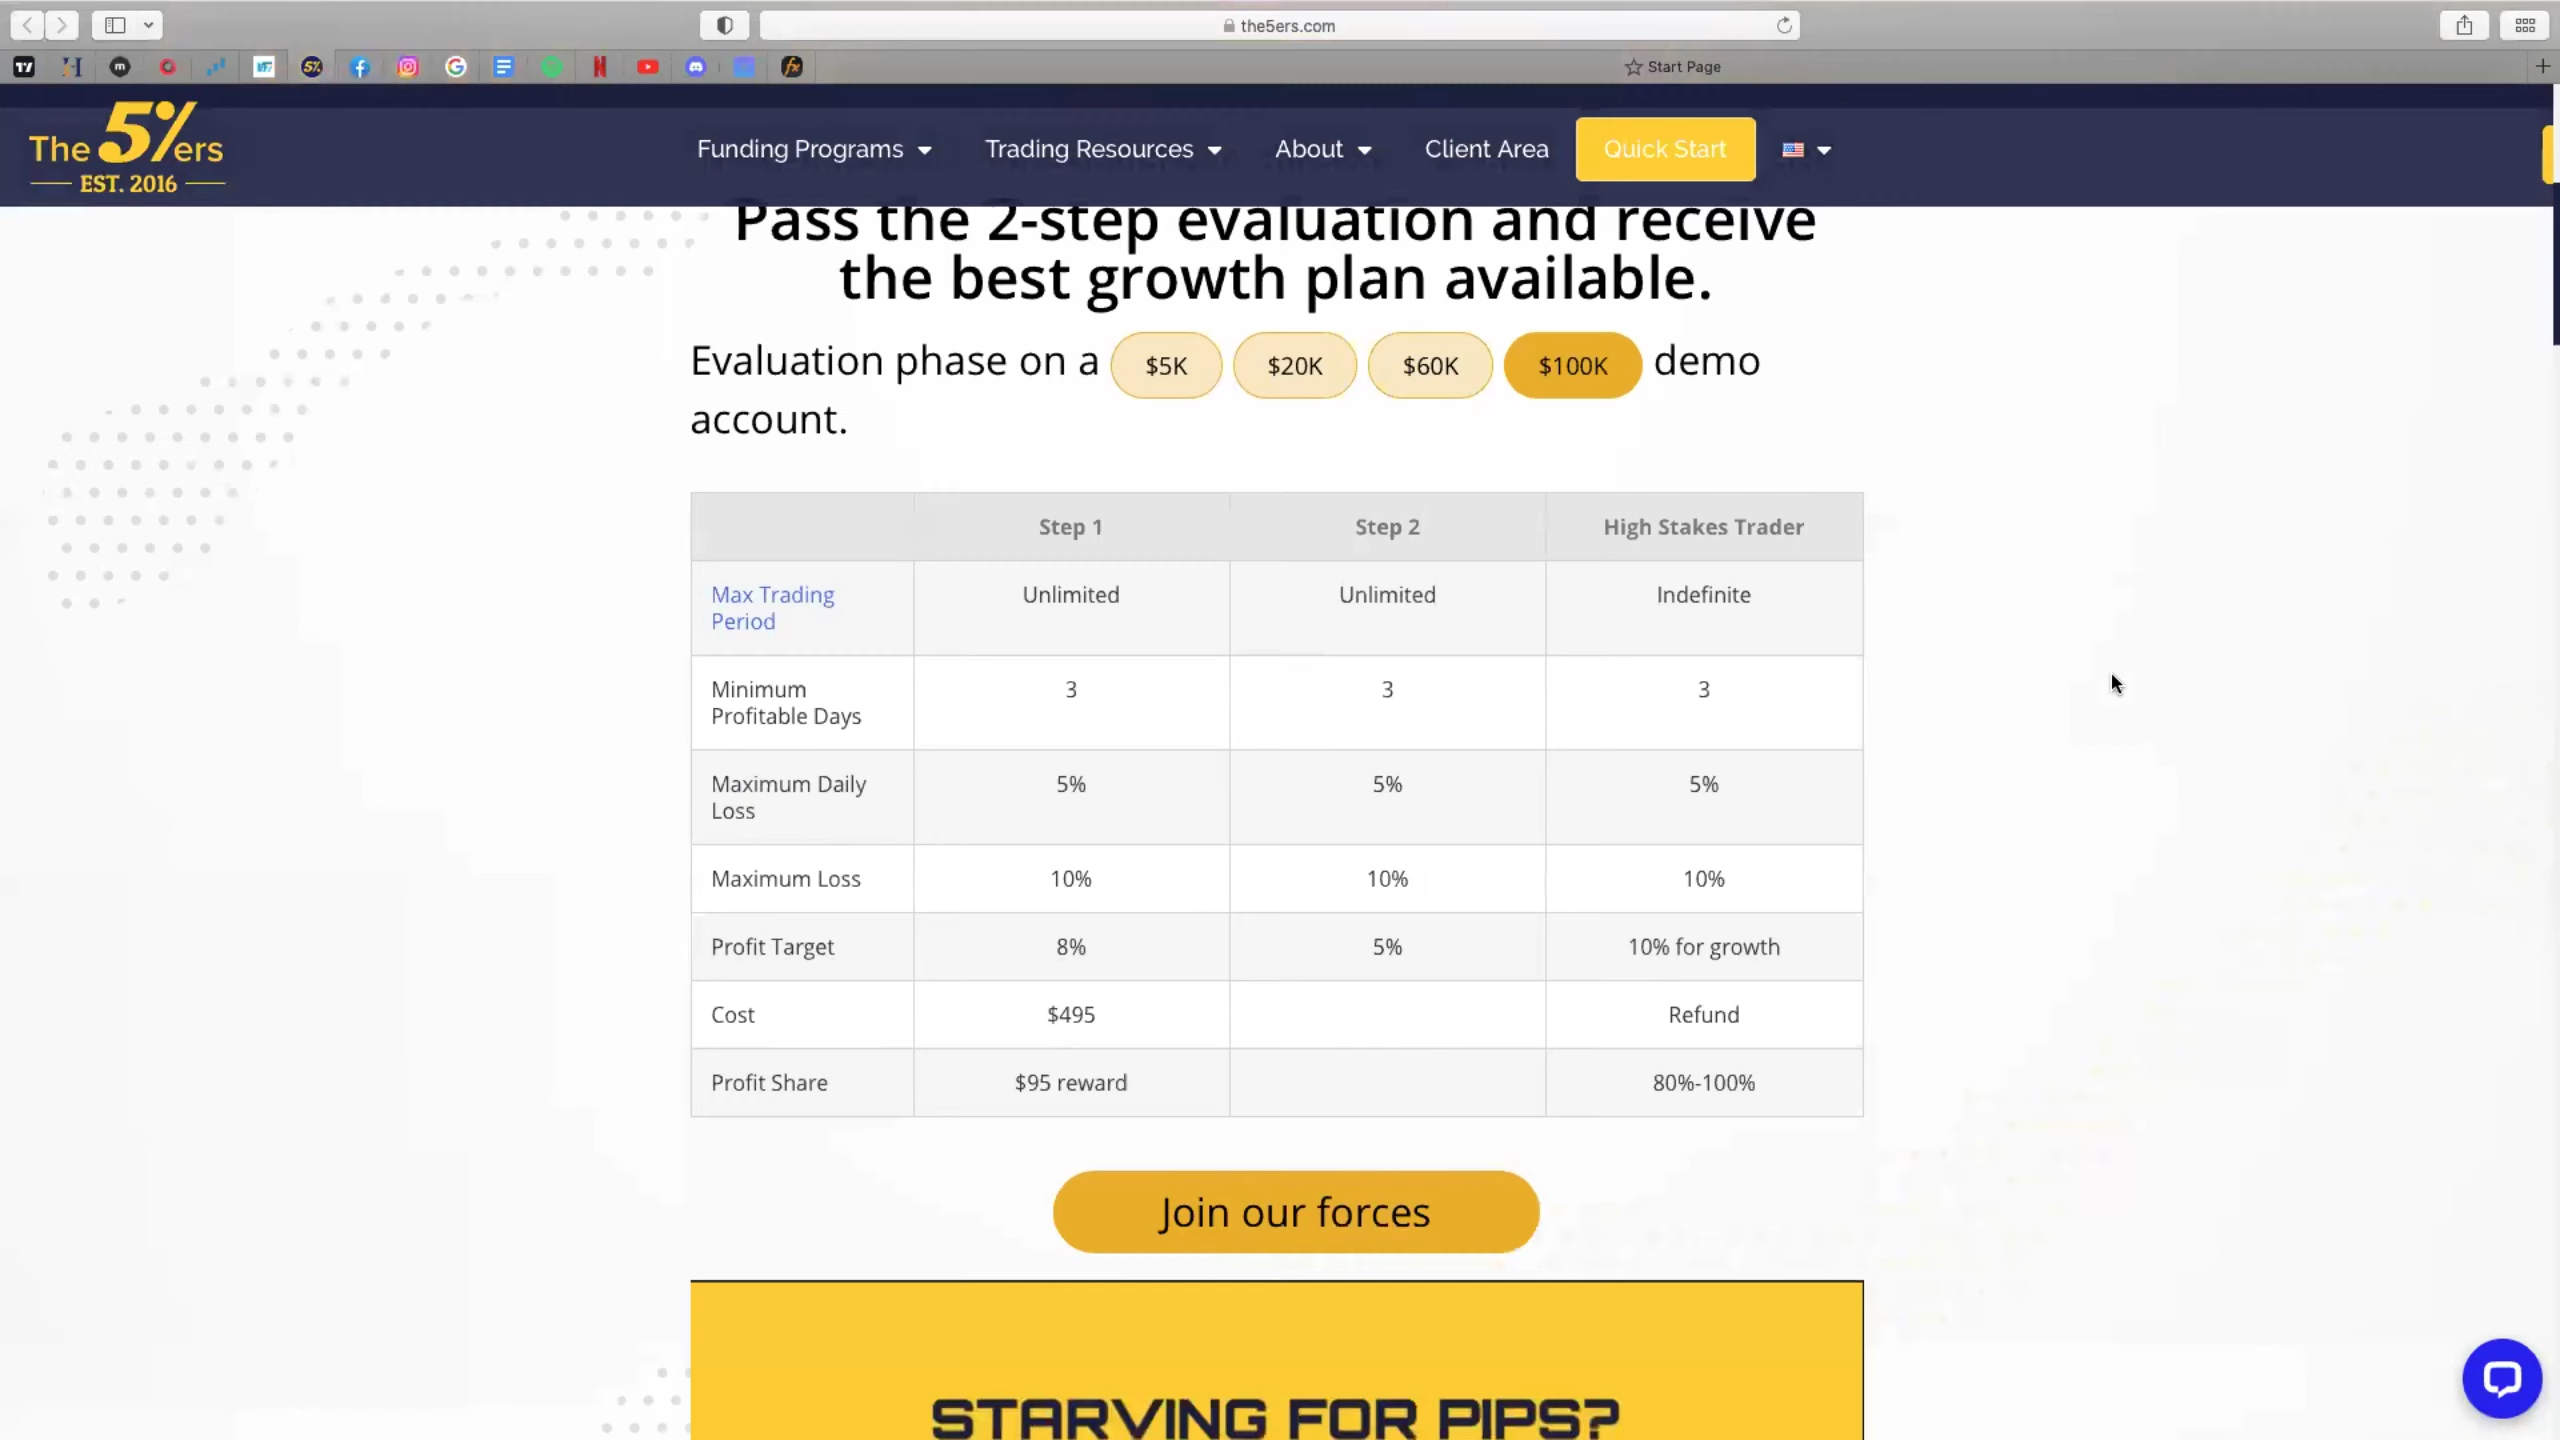 the5ers.com
Start Page
The 5%ers
EST. 2016
Funding Programs
Trading Resources
About
Client Area
Quick Start
Pass the 2-step evaluation and receive
the best growth plan available.
Evaluation phase on a $5K $20K $60K $100K demo
account.
Step 1 Step 2 High Stakes Trader
Max Trading
Period
Unlimited Unlimited Indefinite
Minimum
Profitable Days
3 3 3
Maximum Daily
Loss
5% 5% 5%
Maximum Loss 10% 10% 10%
Profit Target 8% 5% 10% for growth
Cost $495 Refund
Profit Share $95 reward 80%-100%
Join our forces
STARVING FOR PIPS?